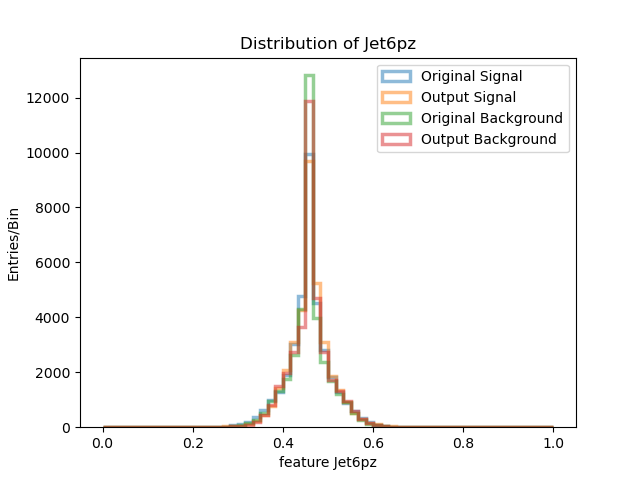 Distribution of Jet6pz
Original Signal
Output Signal
Original Background
Output Background
Entries/Bin
12000
10000
8000
6000
4000
2000
0
0.0 0.2 0.4 0.6 0.8 1.0
feature Jet6pz